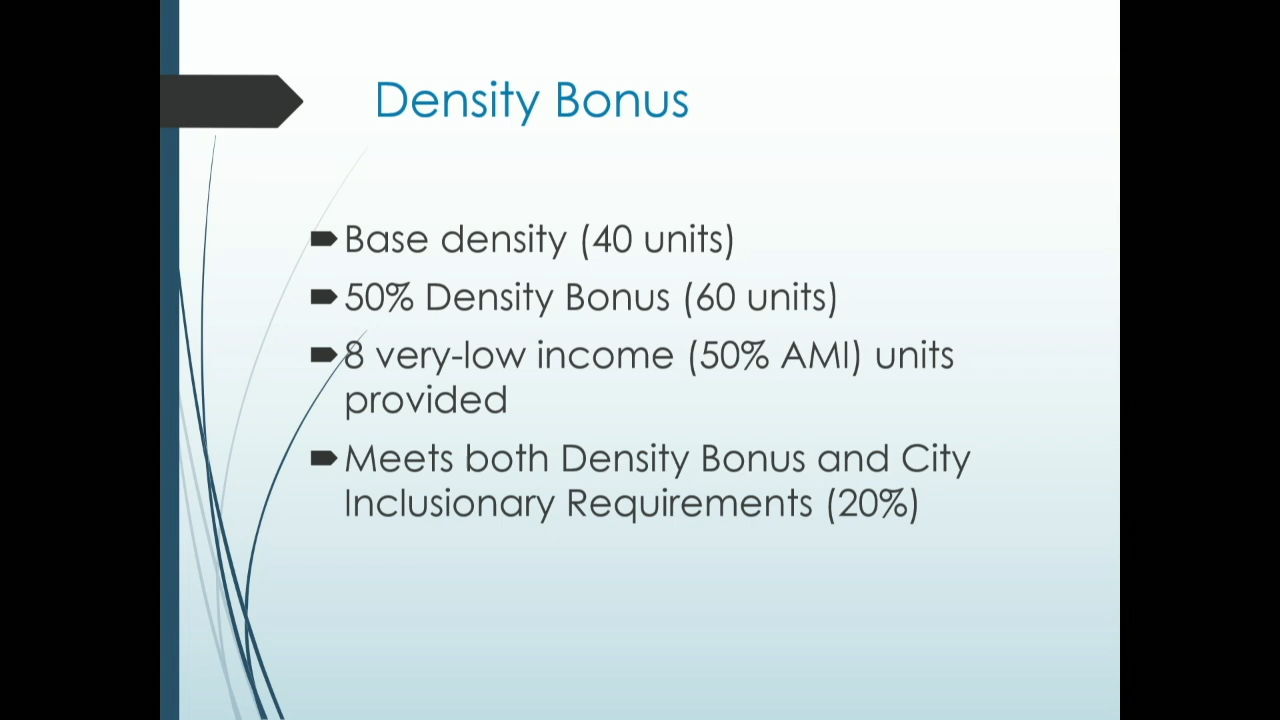 Density Bonus
Base density (40 units)
50% Density Bonus (60 units)
8 very-low income (50% AMI) units
provided
Meets both Density Bonus and City
Inclusionary Requirements (20%)